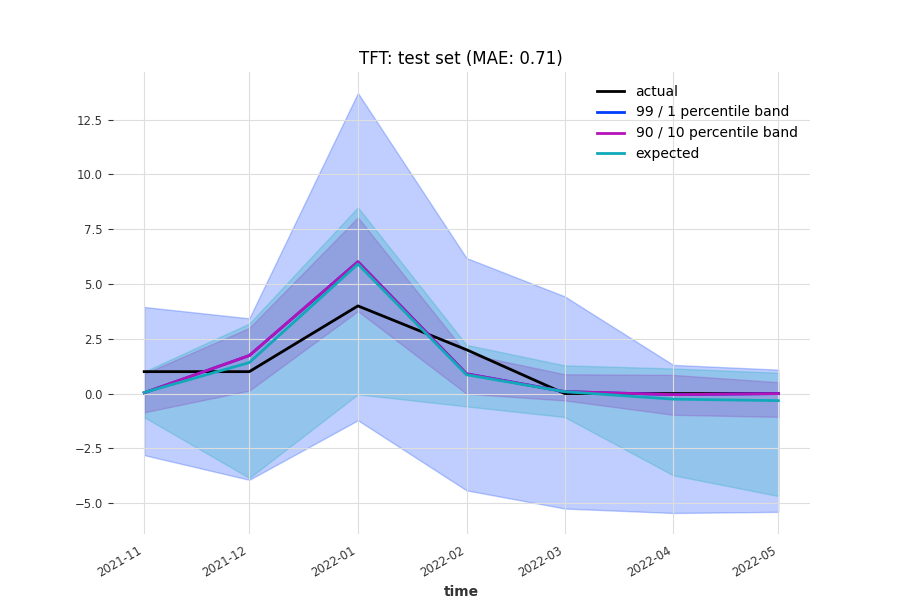 TFT: test set (MAE: 0.71)
actual
99 / 1 percentile band
90 / 10 percentile band
expected
12.5
10.0
7.5
5.0
2.5
0.0
−2.5
−5.0
2021-11
2021-12
2022-01
2022-02
2022-03
2022-04
2022-05
time